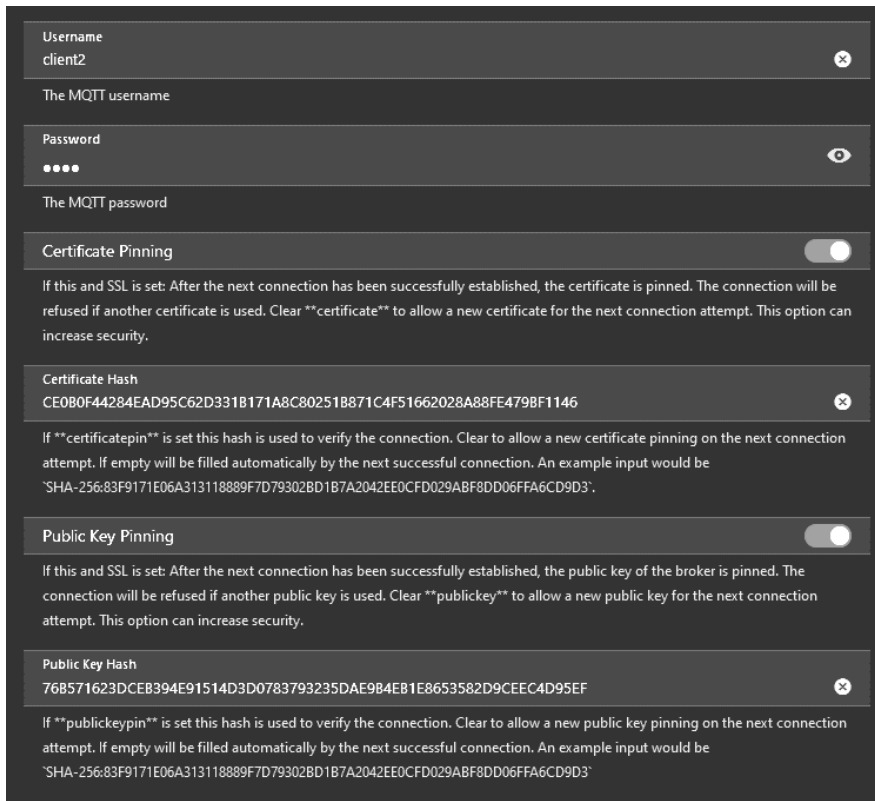 Username
client2
The MQTT username
Password
The MQTT password
Certificate Pinning
If this and SSL is set: After the next connection has been successfully established, the certificate is pinned. The connection will be
refused if another certificate is used. Clear **certificate** to allow a new certificate for the next connection attempt. This option can
increase security.
Certificate Hash
CE0B0F44284EAD95C62D331B171A8C80251B871C4F51662028A88FE479BF1146
If **certificatepin** is set this hash is used to verify the connection. Clear to allow a new certificate pinning on the next connection
attempt. If empty will be filled automatically by the next successful connection. An example input would be
`SHA-256:83F9171E06A313118889F7D79302BD1B7A2042EE0CFD029ABF8DD06FFA6CD9D3`.
Public Key Pinning
If this and SSL is set: After the next connection has been successfully established, the public key of the broker is pinned. The
connection will be refused if another public key is used. Clear **publickey** to allow a new public key for the next connection
attempt. This option can increase security.
Public Key Hash
76B571623DCEB394E91514D3D0783793235DAE9B4EB1E8653582D9CEEC4D95EF
If **publickeypin** is set this hash is used to verify the connection. Clear to allow a new public key pinning on the next connection
attempt. If empty will be filled automatically by the next successful connection. An example input would be
`SHA-256:83F9171E06A313118889F7D79302BD1B7A2042EE0CFD029ABF8DD06FFA6CD9D3`